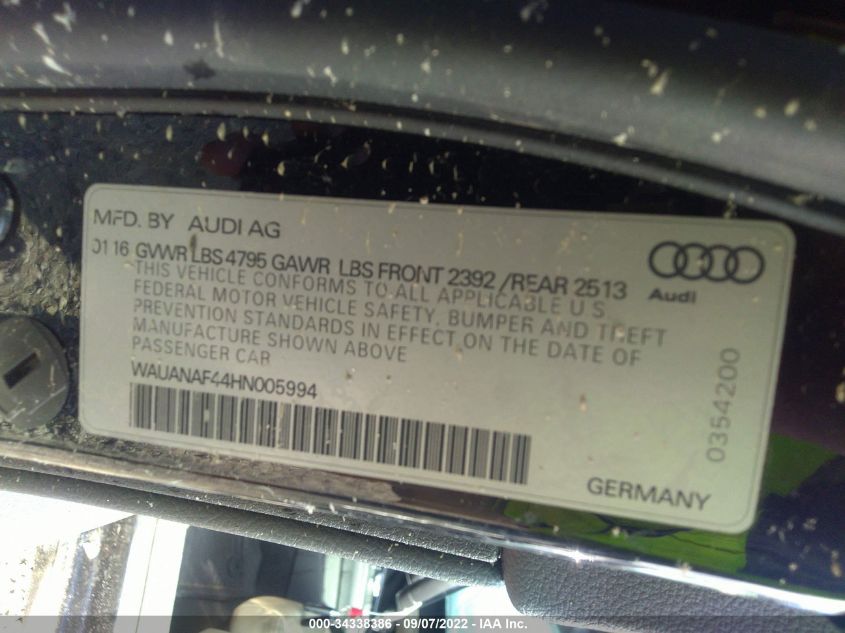 MFD. BY AUDI AG
01 16 GVWR LBS 4795 GAWR LBS FRONT 2392 /REAR 2513
THIS VEHICLE CONFORMS TO ALL APPLICABLE U S
FEDERAL MOTOR VEHICLE SAFETY, BUMPER AND THEFT
PREVENTION STANDARDS IN EFFECT ON THE DATE OF
MANUFACTURE SHOWN ABOVE
PASSENGER CAR
WAUANAF44HN005994
Audi
0354200
GERMANY
000-34338386 - 09/07/2022 - IAA Inc.